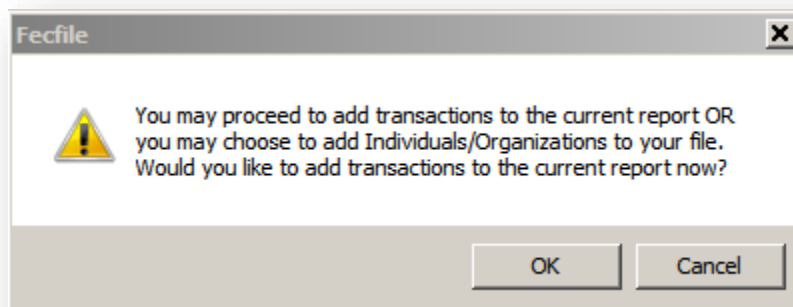 Fecfile
You may proceed to add transactions to the current report OR
you may choose to add Individuals/Organizations to your file.
Would you like to add transactions to the current report now?
OK
Cancel